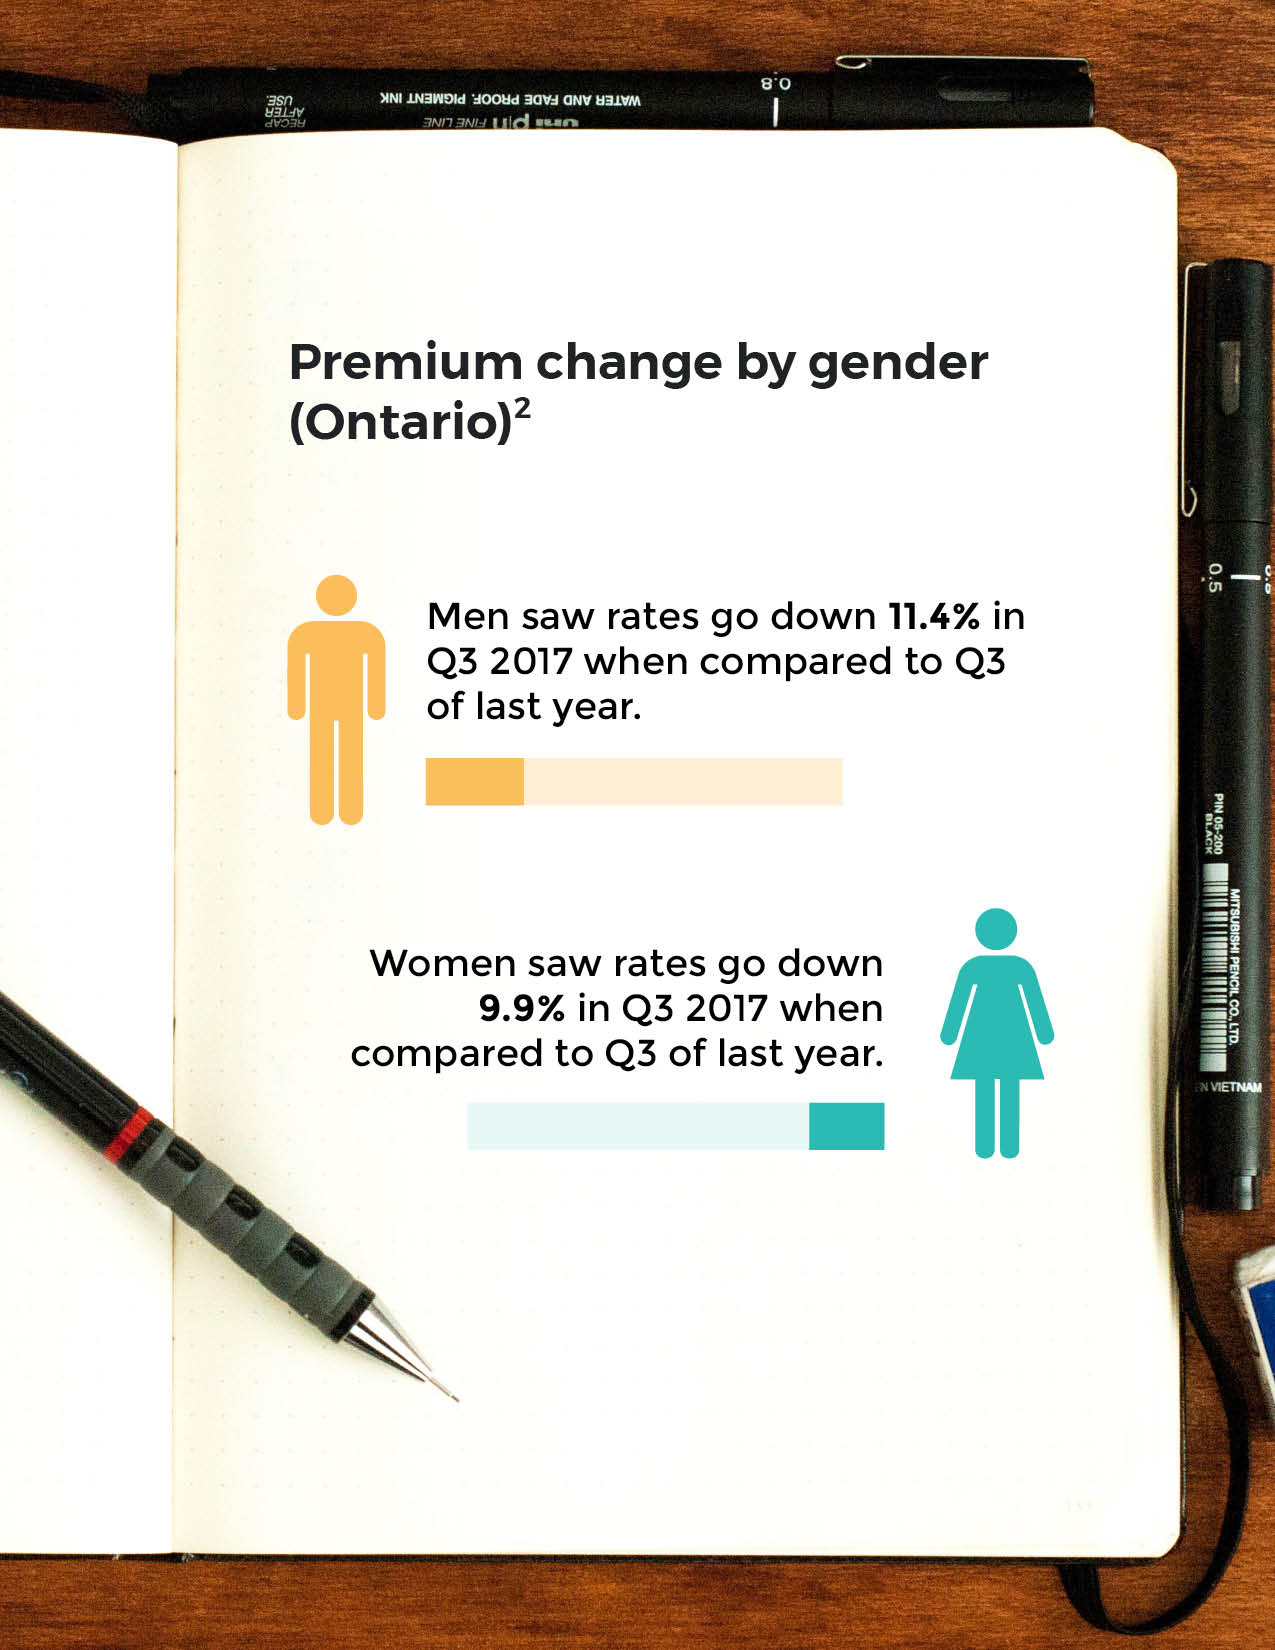 0.8
WATER AND FADE PROOF. PIGMENT INK
uni pin FINE LINE
RECAP
AFTER
USE.
Premium change by gender
(Ontario)²
Men saw rates go down 11.4% in
Q3 2017 when compared to Q3
of last year.
Women saw rates go down
9.9% in Q3 2017 when
compared to Q3 of last year.
0.5
PIN 05-200
BLACK
MITSUBISHI PENCIL CO., LTD.
VIETNAM